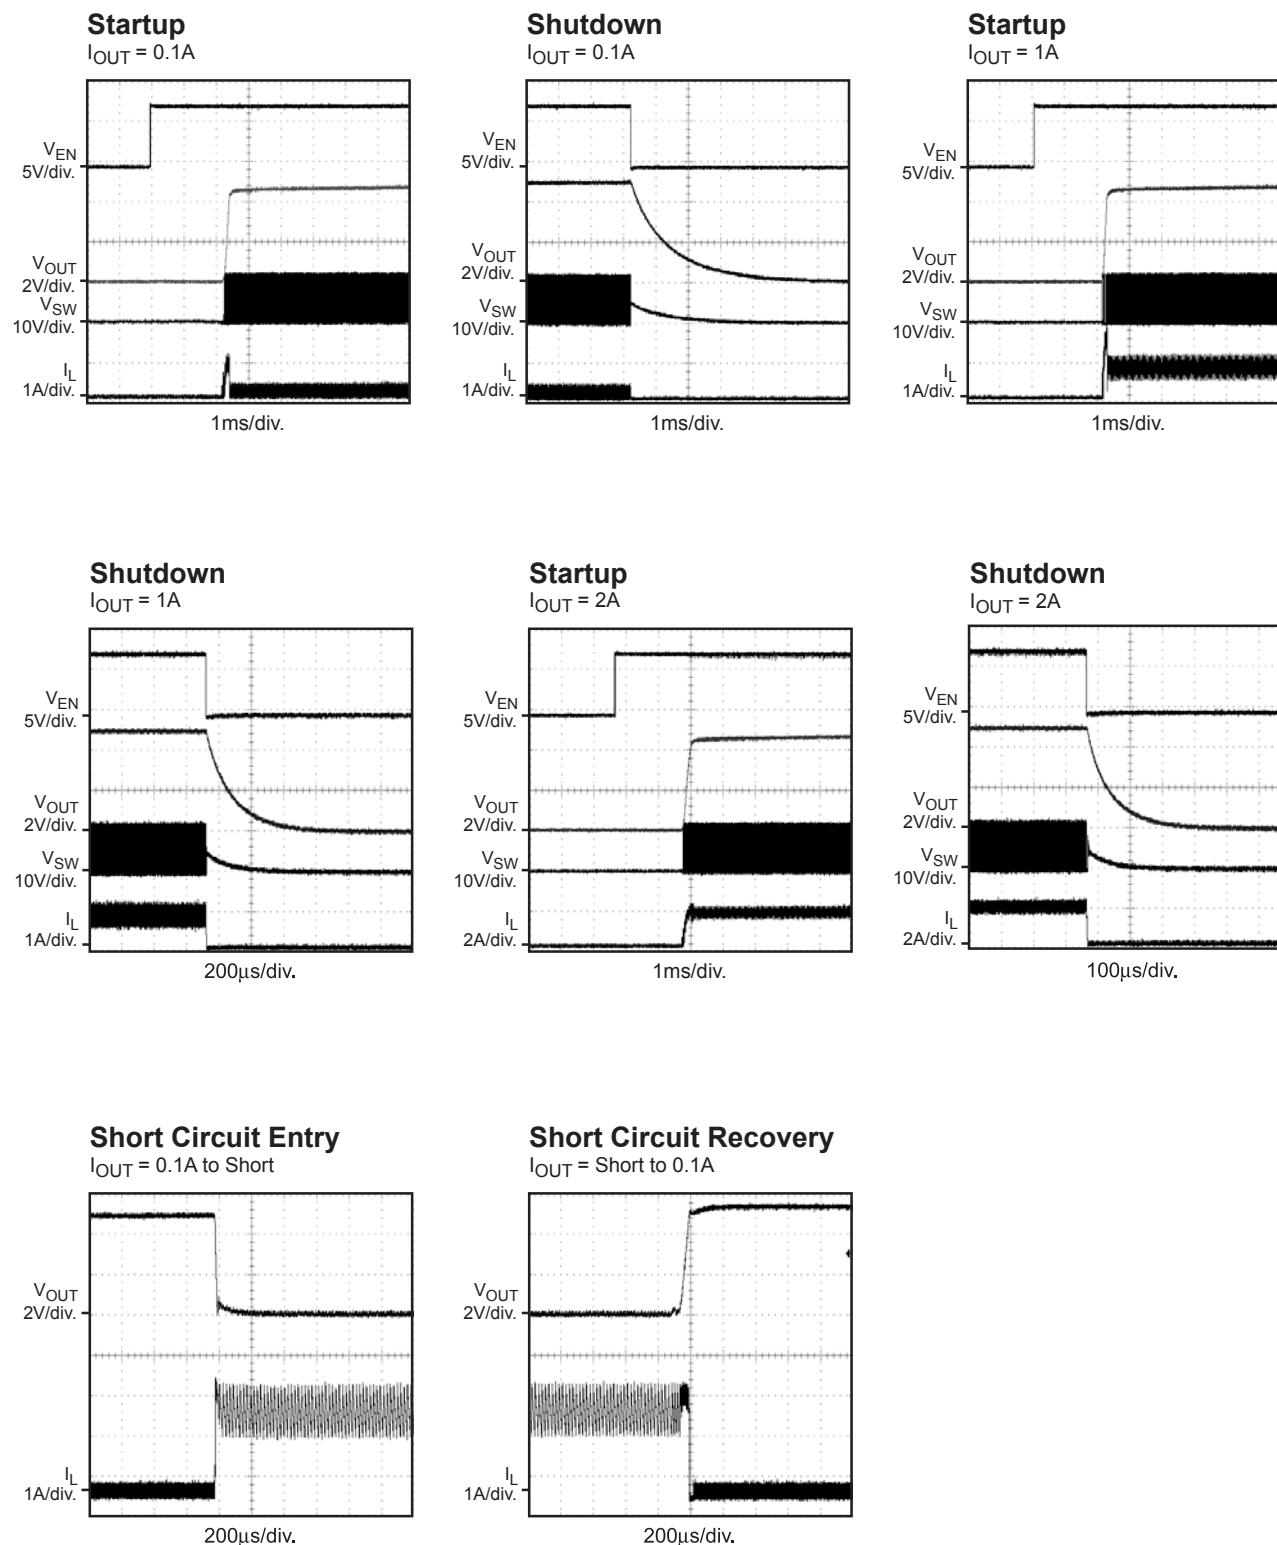 Startup
IOUT = 0.1A
VEN
5V/div.
VOUT
2V/div.
VSW
10V/div.
IL
1A/div.
1ms/div.
Shutdown
IOUT = 0.1A
VEN
5V/div.
VOUT
2V/div.
VSW
10V/div.
IL
1A/div.
1ms/div.
Startup
IOUT = 1A
VEN
5V/div.
VOUT
2V/div.
VSW
10V/div.
IL
1A/div.
1ms/div.
Shutdown
IOUT = 1A
VEN
5V/div.
VOUT
2V/div.
VSW
10V/div.
IL
1A/div.
200µs/div.
Startup
IOUT = 2A
VEN
5V/div.
VOUT
2V/div.
VSW
10V/div.
IL
2A/div.
1ms/div.
Shutdown
IOUT = 2A
VEN
5V/div.
VOUT
2V/div.
VSW
10V/div.
IL
2A/div.
100µs/div.
Short Circuit Entry
IOUT = 0.1A to Short
VOUT
2V/div.
IL
1A/div.
200µs/div.
Short Circuit Recovery
IOUT = Short to 0.1A
VOUT
2V/div.
IL
1A/div.
200µs/div.